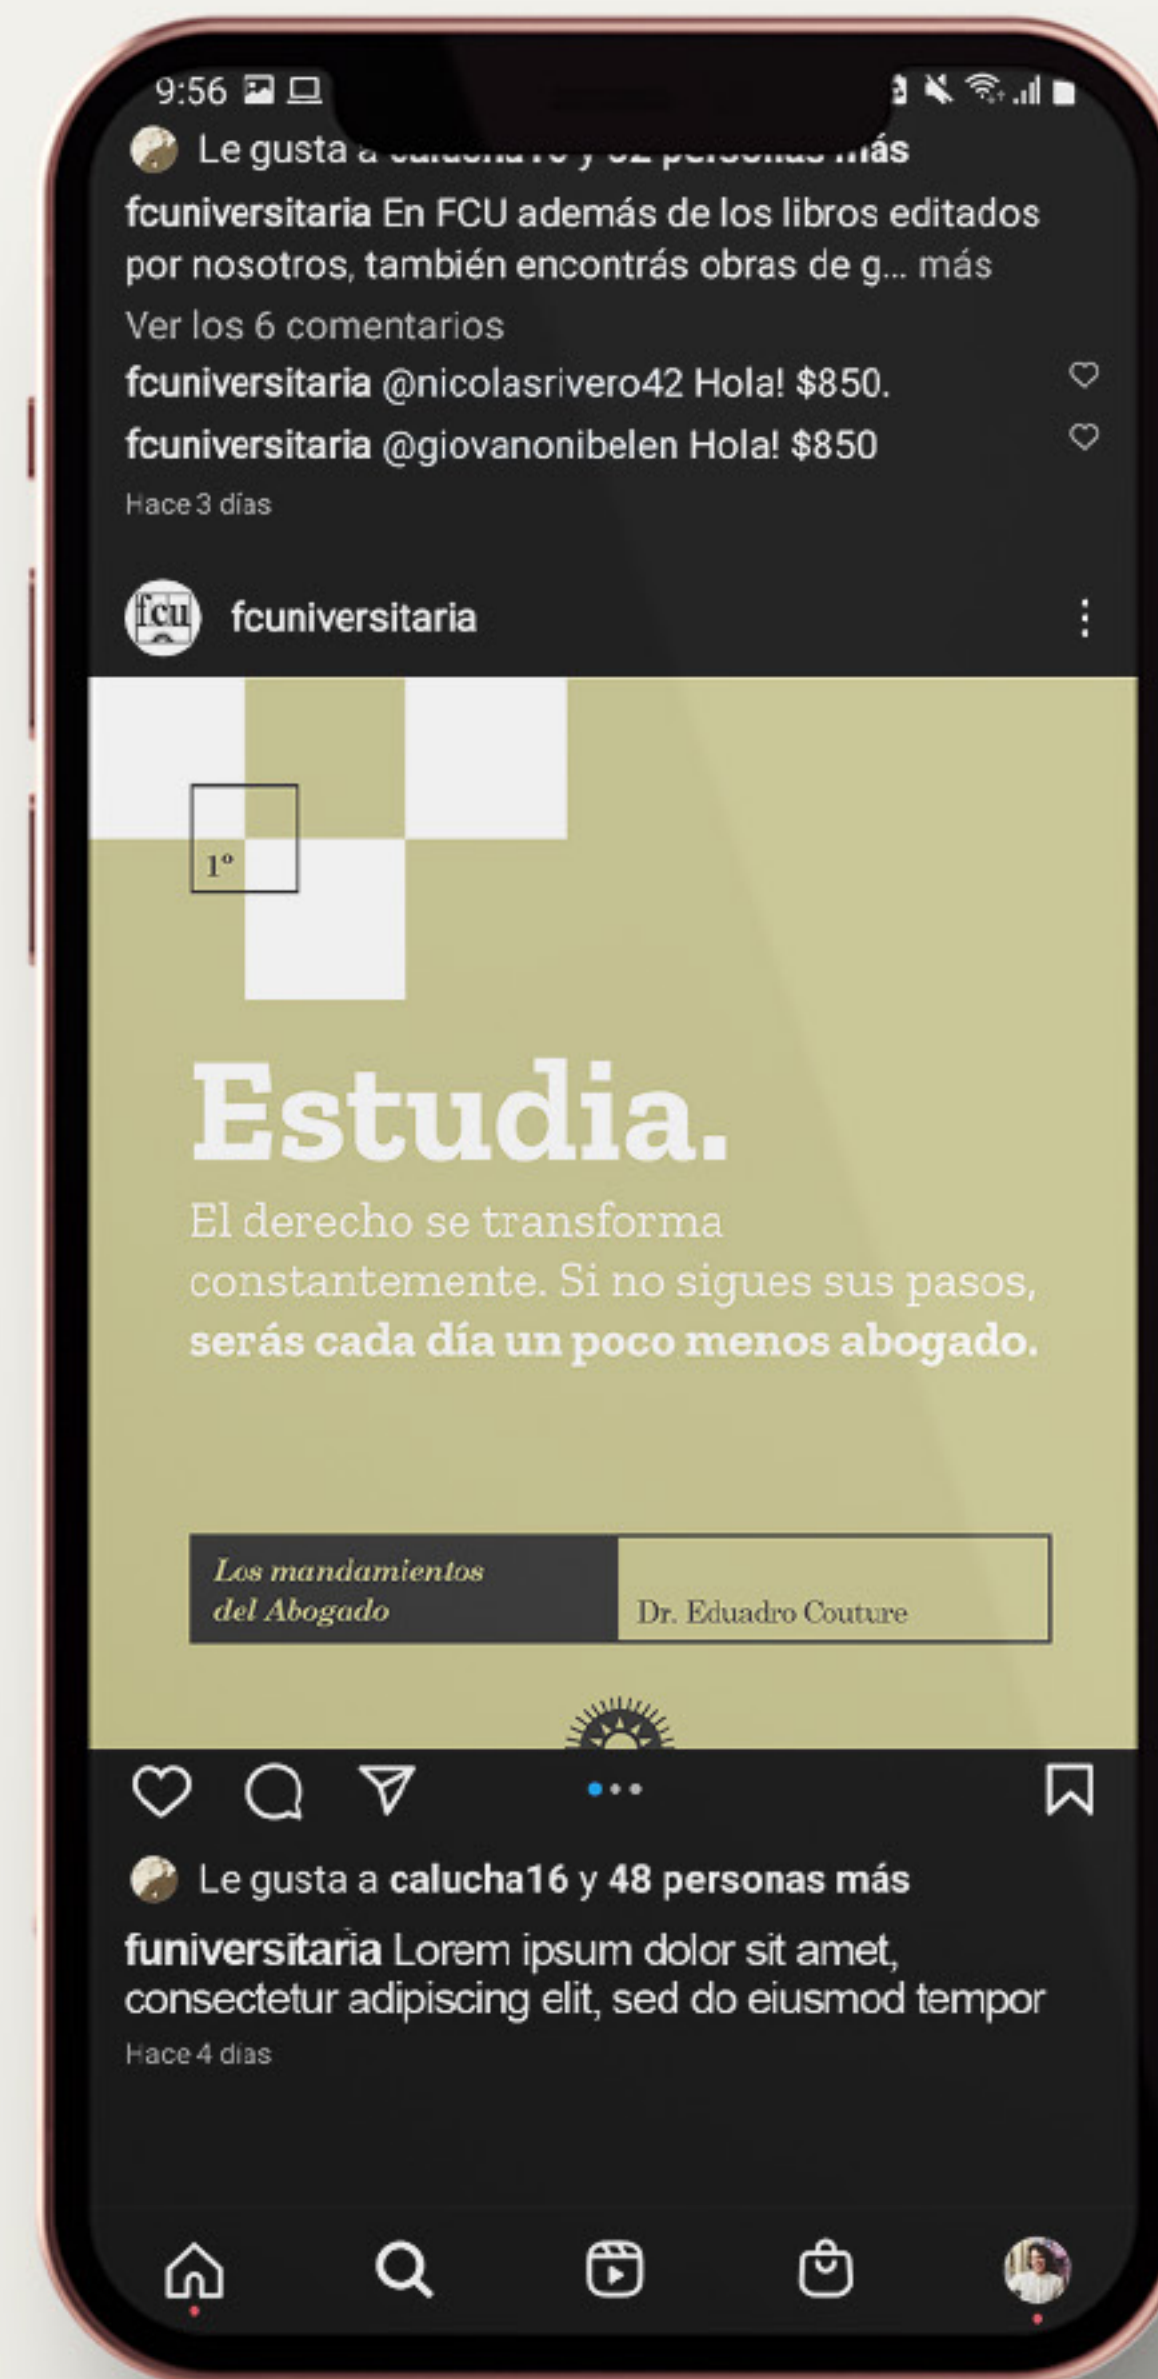 9:56
Le gusta a y personas más
fcuniversitaria En FCU además de los libros editados
por nosotros, también encontrás obras de g... más
Ver los 6 comentarios
fcuniversitaria @nicolasrivero42 Hola! $850.
fcuniversitaria @giovanonibelen Hola! $850
Hace 3 días
fcu
fcuniversitaria
1º
Estudia.
El derecho se transforma
constantemente. Si no sigues sus pasos,
serás cada día un poco menos abogado.
Los mandamientos
del Abogado
Dr. Eduadro Couture
Le gusta a calucha16 y 48 personas más
funiversitaria Lorem ipsum dolor sit amet,
consectetur adipiscing elit, sed do eiusmod tempor
Hace 4 días